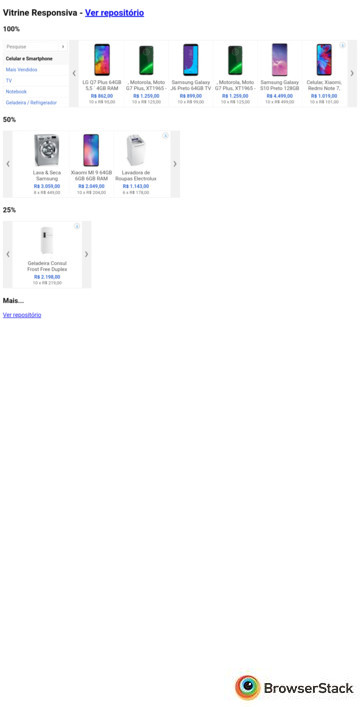 Vitrine Responsiva - Ver repositório
100%
Pesquise
Celular e Smartphone
Mais Vendidos
TV
Notebook
Geladeira / Refrigerador
LG Q7 Plus 64GB
5,5 4GB RAM
R$ 862,00
10 x R$ 95,00
, Motorola, Moto
G7 Plus, XT1965 -
R$ 1.259,00
10 x R$ 125,00
Samsung Galaxy
J6 Preto 64GB TV
R$ 899,00
10 x R$ 99,00
, Motorola, Moto
G7 Plus, XT1965 -
R$ 1.259,00
10 x R$ 125,00
Samsung Galaxy
S10 Preto 128GB
R$ 4.499,00
10 x R$ 499,00
Celular, Xiaomi,
Redmi Note 7,
R$ 1.019,00
10 x R$ 101,00
50%
Lava & Seca
Samsung
R$ 3.059,00
8 x R$ 449,00
Xiaomi MI 9 64GB
6GB 6GB RAM
R$ 2.049,00
10 x R$ 204,00
Lavadora de
Roupas Electrolux
R$ 1.143,00
6 x R$ 178,00
25%
Geladeira Consul
Frost Free Duplex
R$ 2.198,00
10 x R$ 219,00
Mais...
Ver repositório
BrowserStack